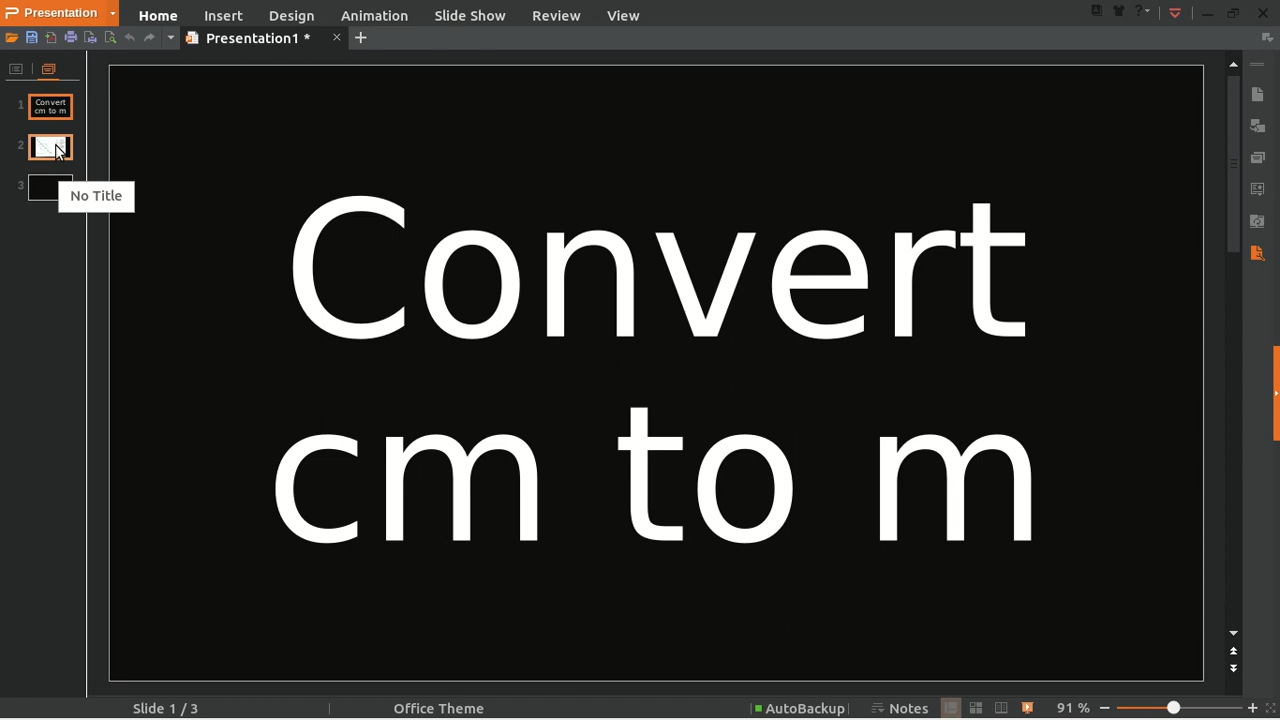 Presentation
Home Insert Design Animation Slide Show Review View
Presentation1 *
1
Convert
cm to m
2
3
No Title
Convert
cm to m
Slide 1 / 3
Office Theme
AutoBackup
Notes
91 %